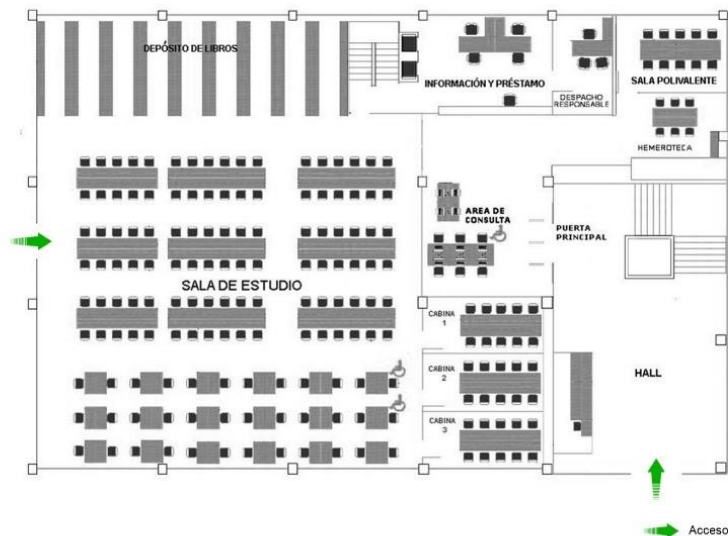 DEPÓSITO DE LIBROS
INFORMACIÓN Y PRÉSTAMO
DESPACHO
RESPONSABLE
SALA POLIVALENTE
HEMEROTECA
AREA DE
CONSULTA
PUERTA
PRINCIPAL
SALA DE ESTUDIO
CABINA
1
CABINA
2
CABINA
3
HALL
Acceso